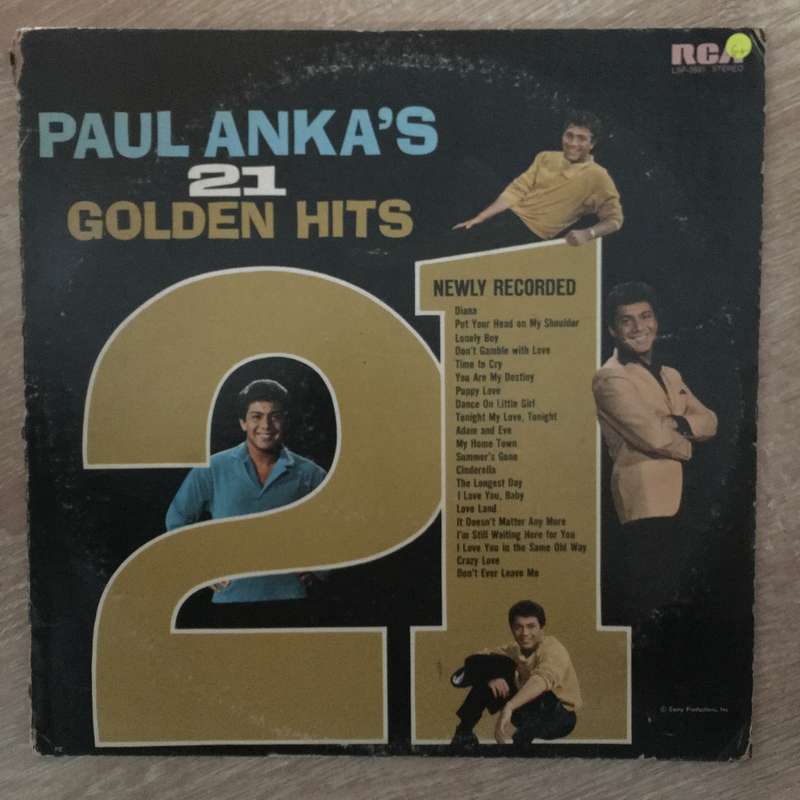 RCA
STEREO
PAUL ANKA'S
21
GOLDEN HITS
21
NEWLY RECORDED
Diana
Put Your Head on My Shoulder
Lonely Boy
Don't Gamble with Love
Time to Cry
You Are My Destiny
Puppy Love
Dance On Little Girl
Tonight My Love, Tonight
Adam and Eve
My Home Town
Summer's Gone
Cinderella
The Longest Day
I Love You, Baby
Love Land
It Doesn't Matter Any More
I'm Still Waiting Here for You
I Love You in the Same Old Way
Crazy Love
Don't Ever Leave Me